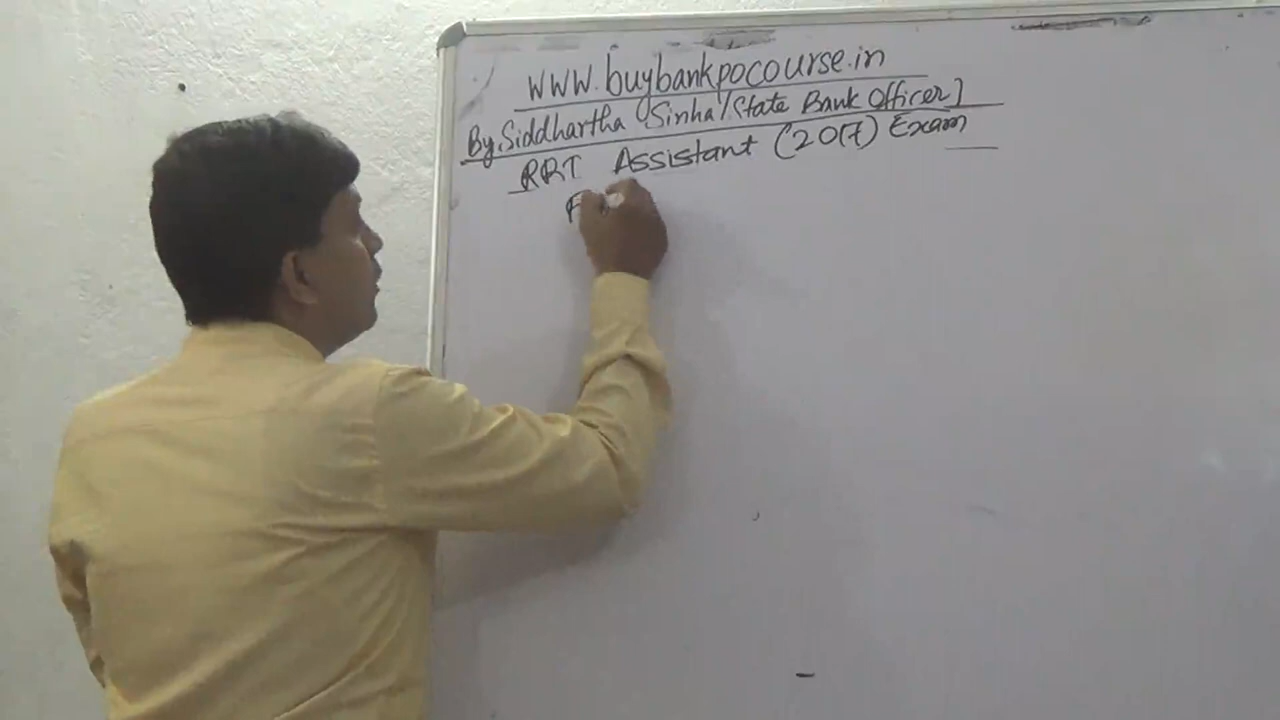 www.buybankpocourse.in
By, Siddhartha Sinha (State Bank Officer)
RRT Assistant (2017) Exam